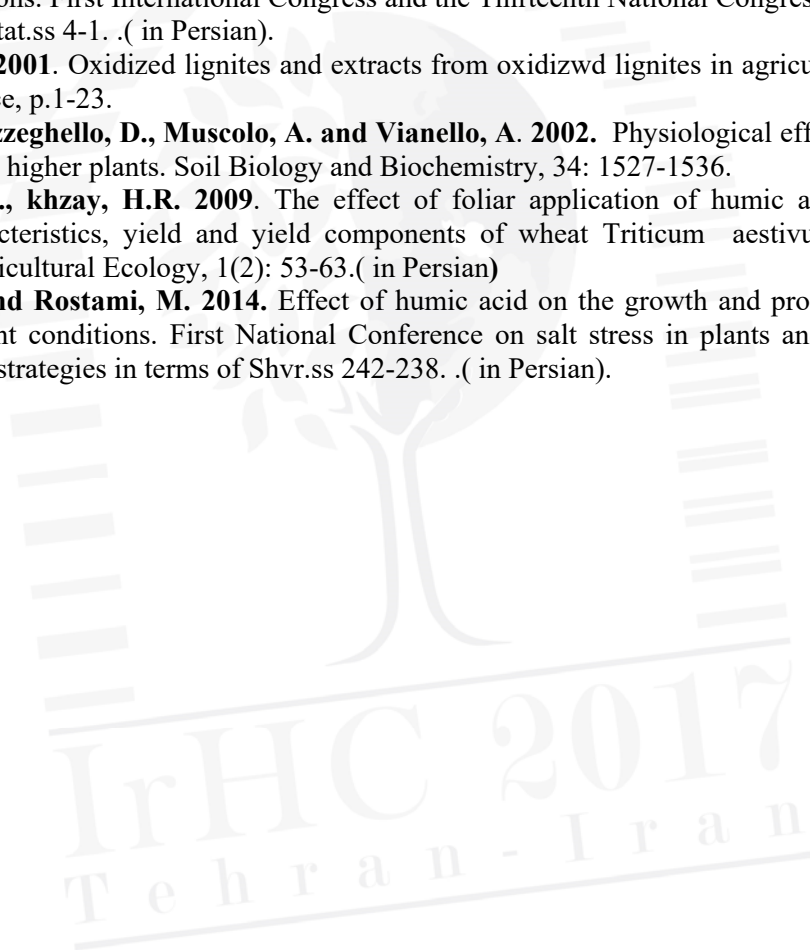 ons. First International Congress and the Thirteenth National Congres
tat.ss 4-1. .( in Persian).
2001. Oxidized lignites and extracts from oxidizwd lignites in agricu
e, p.1-23.
zzeghello, D., Muscolo, A. and Vianello, A. 2002. Physiological eff
higher plants. Soil Biology and Biochemistry, 34: 1527-1536.
., khzay, H.R. 2009. The effect of foliar application of humic a
cteristics, yield and yield components of wheat Triticum aestivu
icultural Ecology, 1(2): 53-63.( in Persian)
nd Rostami, M. 2014. Effect of humic acid on the growth and pro
nt conditions. First National Conference on salt stress in plants an
strategies in terms of Shvr.ss 242-238. .( in Persian).
IrHC 2017
Tehran-Iran